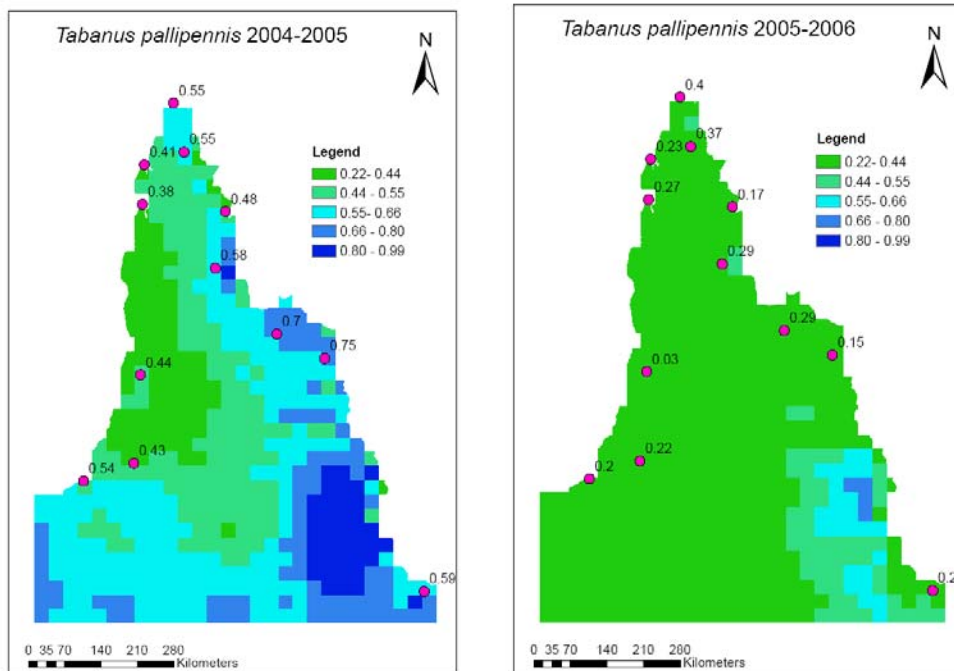 Tabanus pallipennis 2004-2005
N
0.55
0.55
0.41
0.38
0.48
0.58
0.7
0.75
0.44
0.43
0.54
0.59
Legend
0.22- 0.44
0.44 - 0.55
0.55- 0.66
0.66 - 0.80
0.80 - 0.99
0 35 70 140 210 280
Kilometers
Tabanus pallipennis 2005-2006
N
0.4
0.37
0.23
0.27
0.17
0.29
0.29
0.15
0.03
0.22
0.2
0.2
Legend
0.22 - 0.44
0.44 - 0.55
0.55- 0.66
0.66 - 0.80
0.80 - 0.99
0 35 70 140 210 280
Kilometers